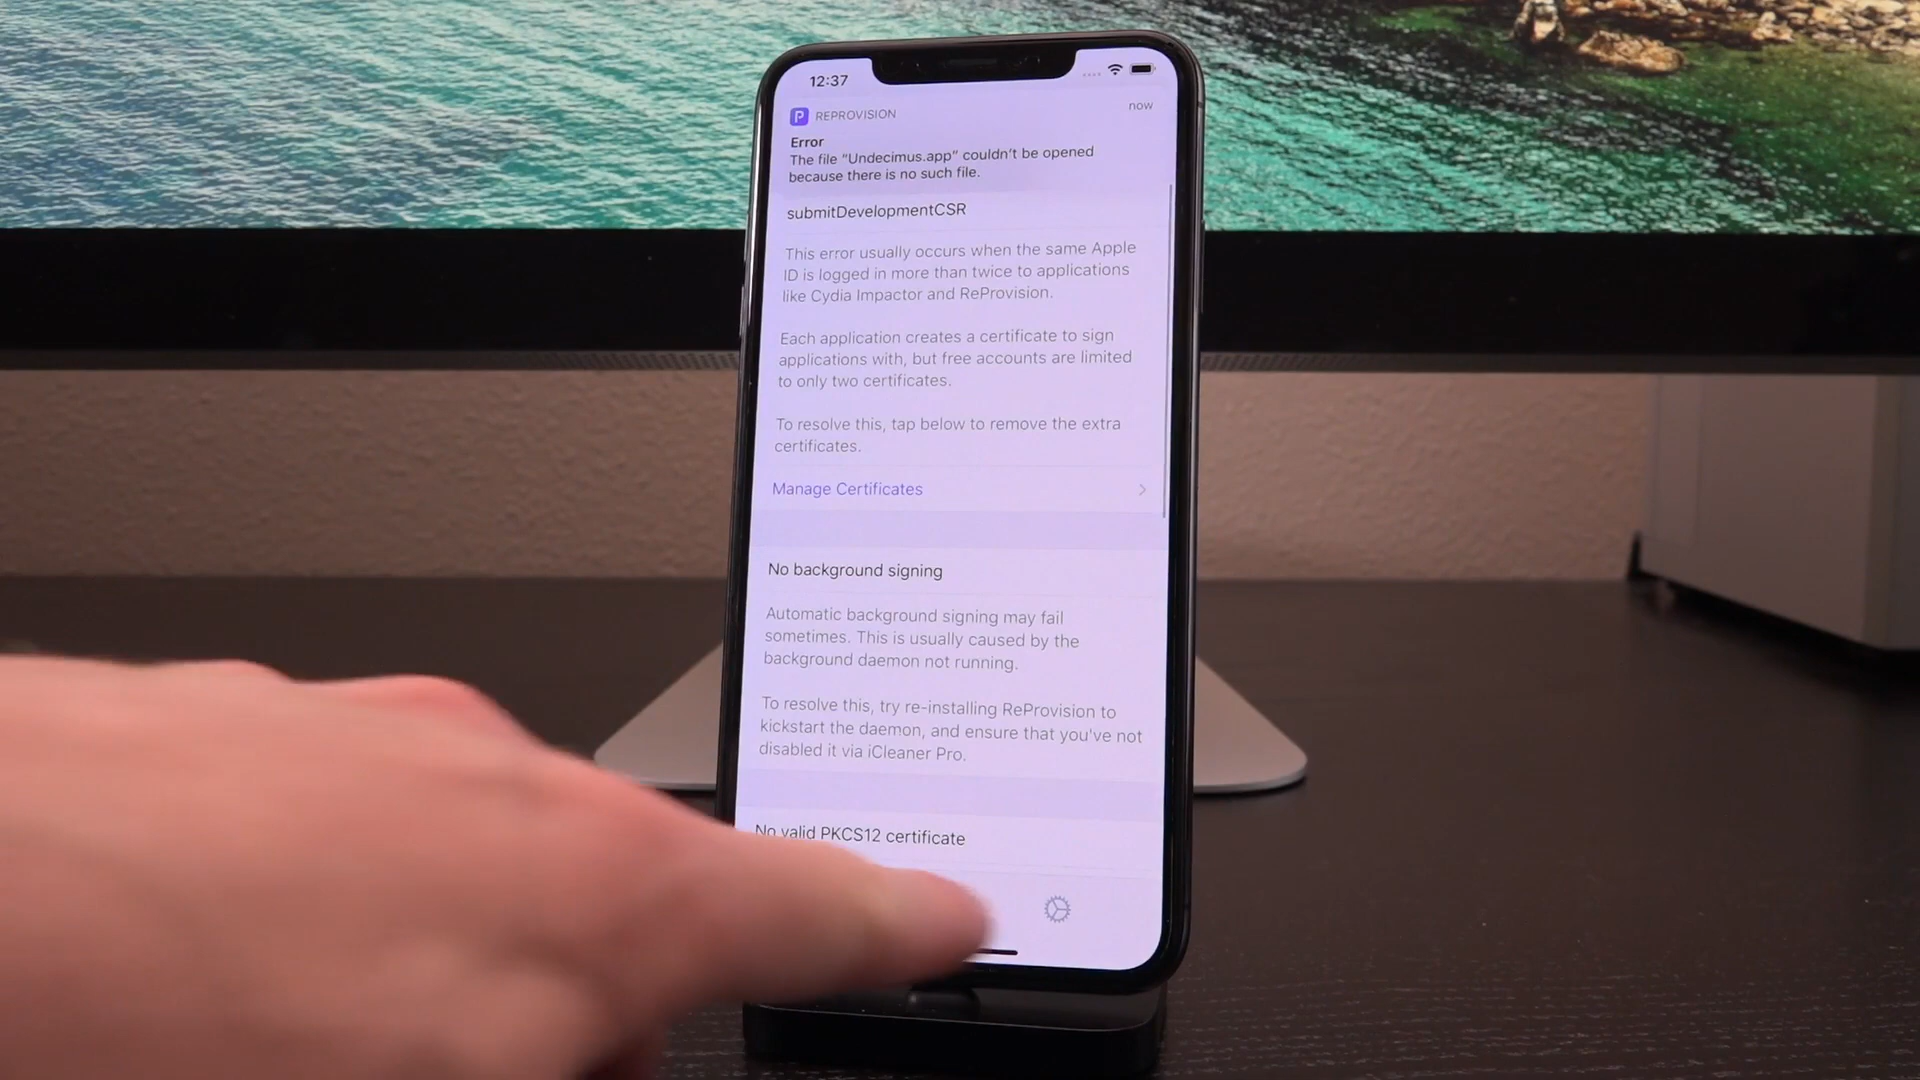 12:37
P REPROVISION now
Error
The file “Undecimus.app” couldn’t be opened
because there is no such file.
submitDevelopmentCSR
This error usually occurs when the same Apple
ID is logged in more than twice to applications
like Cydia Impactor and ReProvision.
Each application creates a certificate to sign
applications with, but free accounts are limited
to only two certificates.
To resolve this, tap below to remove the extra
certificates.
Manage Certificates
No background signing
Automatic background signing may fail
sometimes. This is usually caused by the
background daemon not running.
To resolve this, try re-installing ReProvision to
kickstart the daemon, and ensure that you've not
disabled it via iCleaner Pro.
No valid PKCS12 certificate